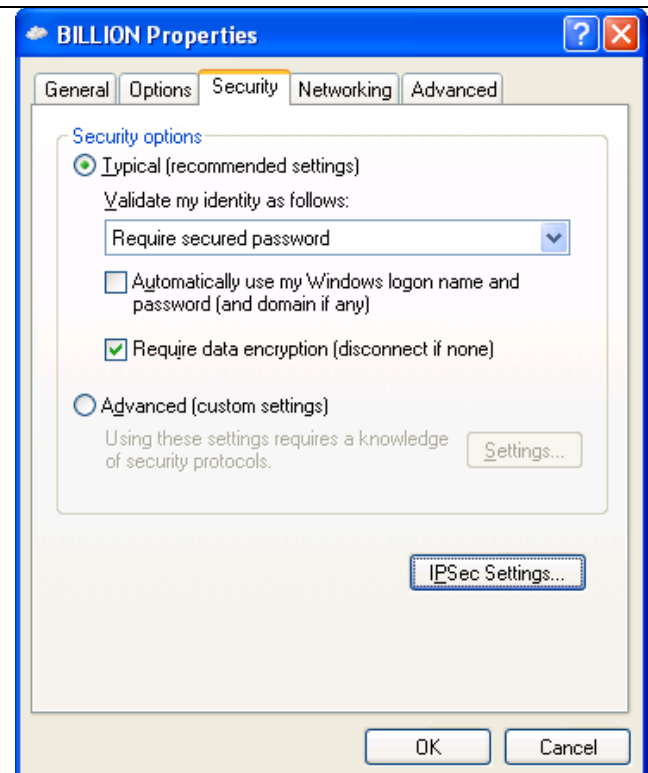 BILLION Properties
General Options Security Networking Advanced
Security options
Typical (recommended settings)
Validate my identity as follows:
Require secured password
Automatically use my Windows logon name and
password (and domain if any)
Require data encryption (disconnect if none)
Advanced (custom settings)
Using these settings requires a knowledge
of security protocols.
Settings...
IPSec Settings...
OK Cancel